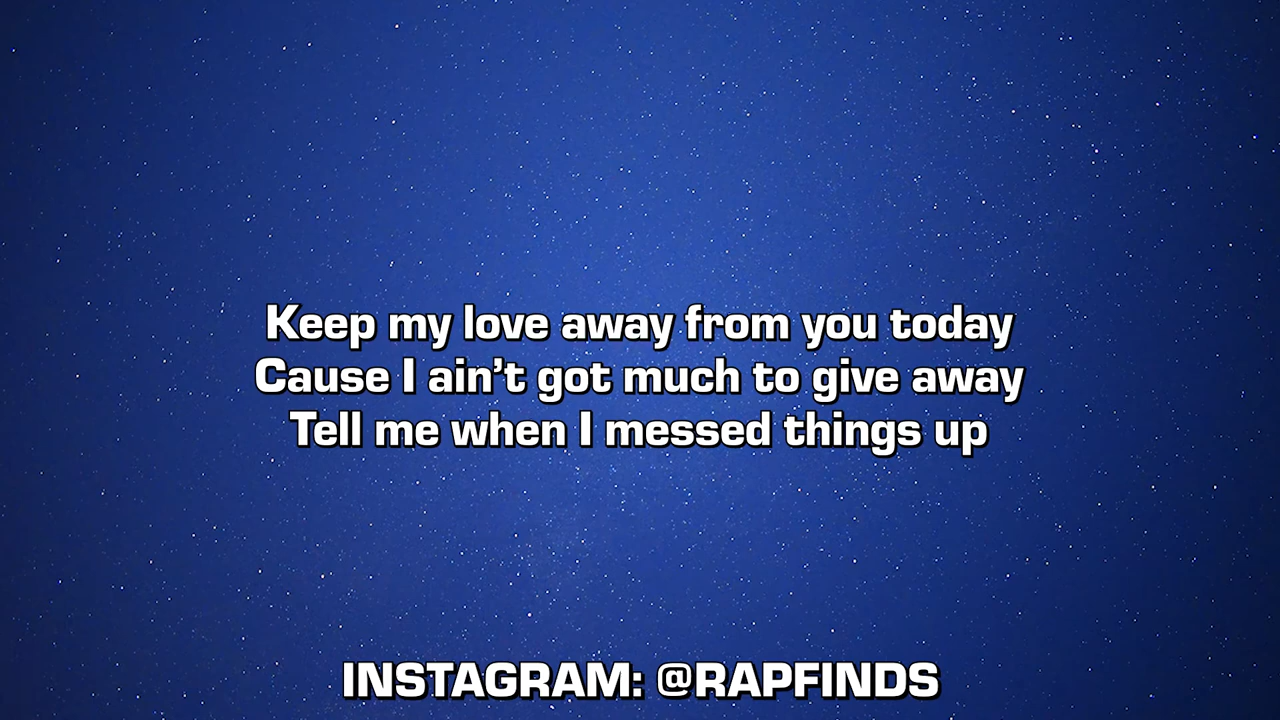 Keep my love away from you today
Cause I ain’t got much to give away
Tell me when I messed things up
INSTAGRAM: @RAPFINDS